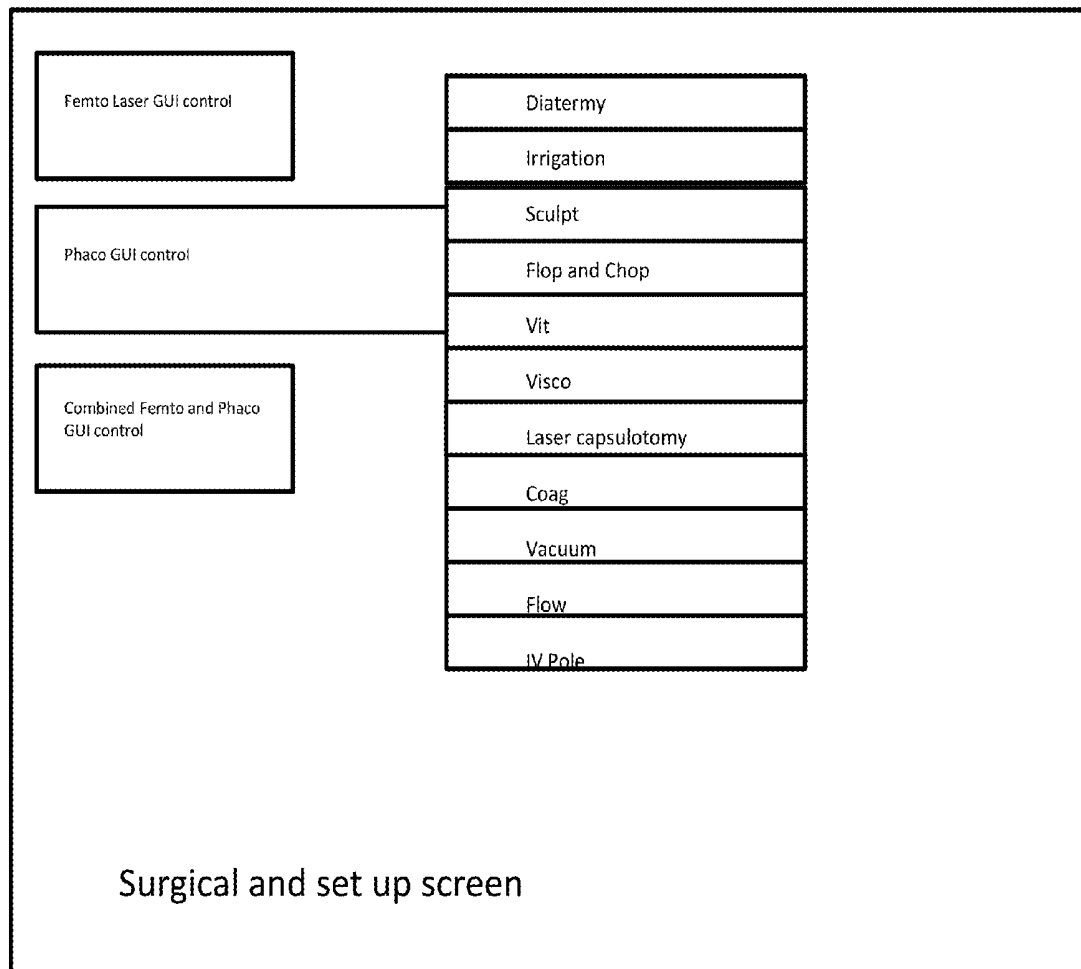 Femto Laser GUI control
Phaco GUI control
Combined Femto and Phaco
GUI control
Diatermy
Irrigation
Sculpt
Flop and Chop
Vit
Visco
Laser capsulotomy
Coag
Vacuum
Flow
IV Pole
Surgical and set up screen